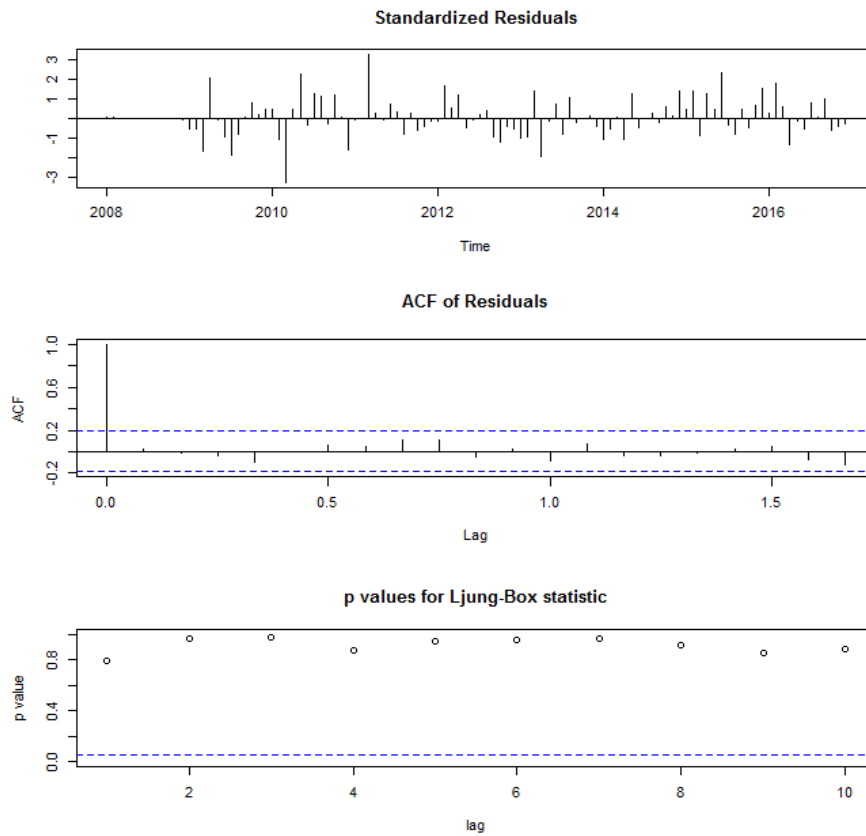 Standardized Residuals
3
2
1
-1
-3
2008 2010 2012 2014 2016
Time
ACF of Residuals
1.0
0.6
0.2
-0.2
ACF
0.0 0.5 1.0 1.5
Lag
p values for Ljung-Box statistic
0.8
0.4
0.0
p value
2 4 6 8 10
lag